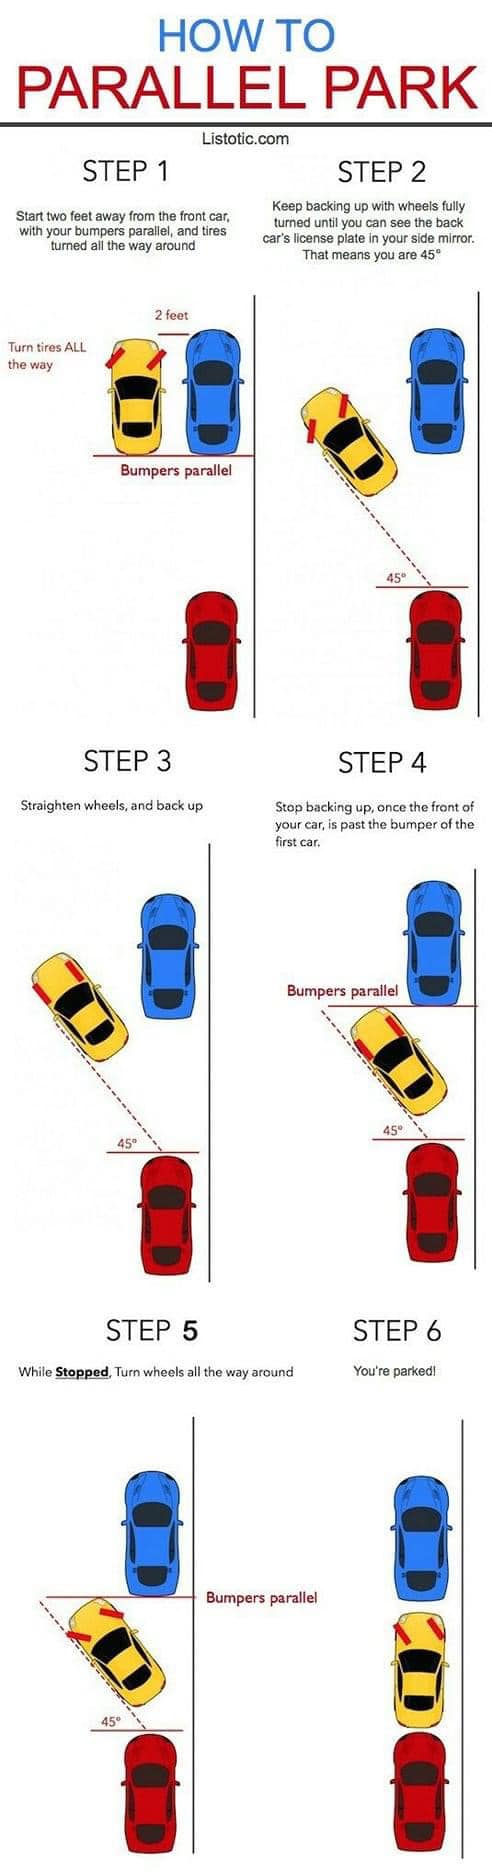 HOW TO
PARALLEL PARK
Listotic.com
STEP 1
Start two feet away from the front car,
with your bumpers parallel, and tires
turned all the way around
2 feet
Turn tires ALL
the way
Bumpers parallel
STEP 2
Keep backing up with wheels fully
turned until you can see the back
car's license plate in your side mirror.
That means you are 45°
45°
STEP 3
Straighten wheels, and back up
45°
STEP 4
Stop backing up, once the front of
your car, is past the bumper of the
first car.
Bumpers parallel
45°
STEP 5
While Stopped, Turn wheels all the way around
Bumpers parallel
45°
STEP 6
You're parked!